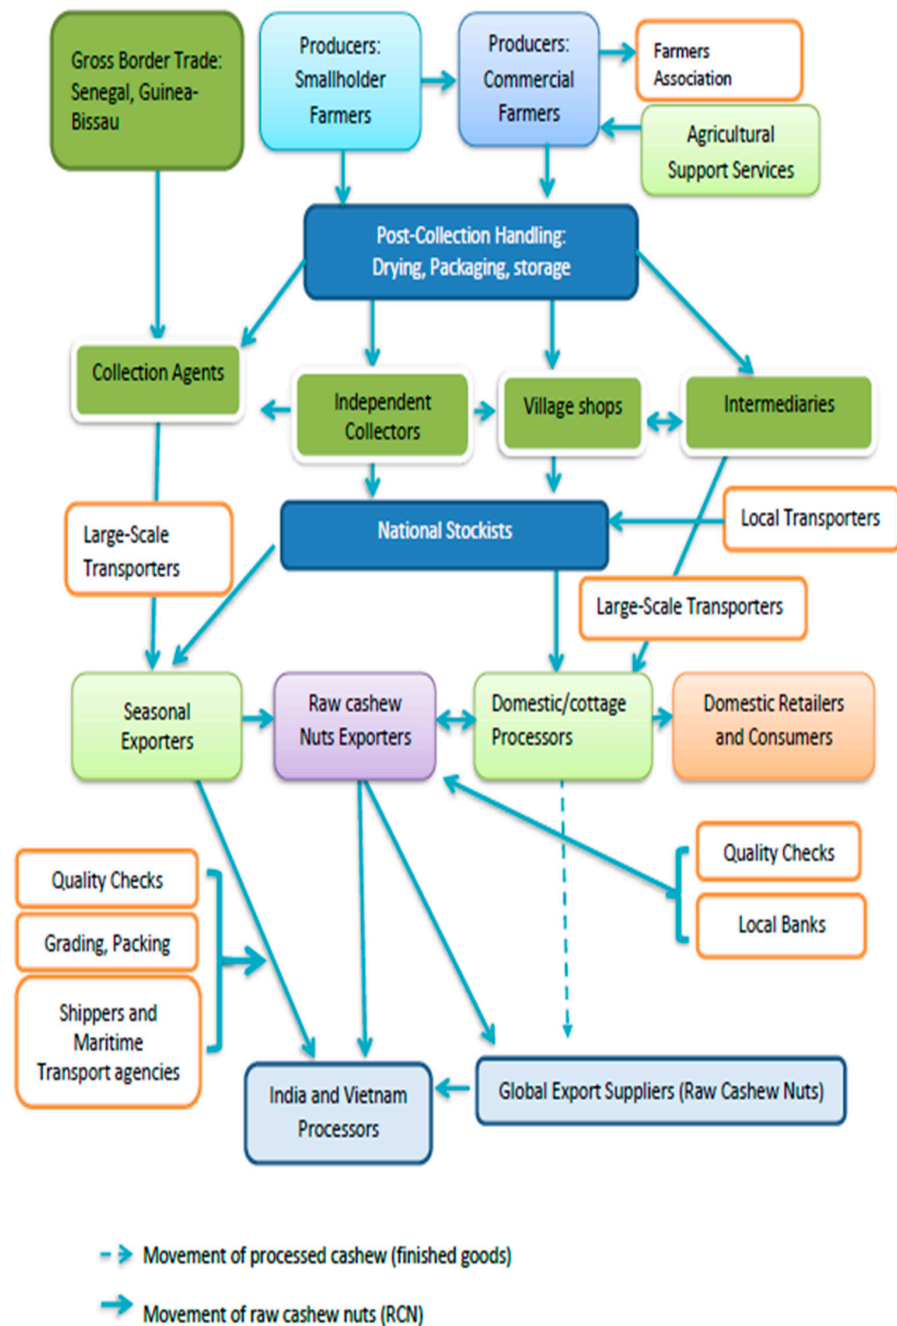 Gross Border Trade:
Senegal, Guinea-
Bissau
Producers:
Smallholder
Farmers
Producers:
Commercial
Farmers
Farmers
Association
Agricultural
Support Services
Post-Collection Handling:
Drying, Packaging, storage
Collection Agents
Independent
Collectors
Village shops
Intermediaries
Large-Scale
Transporters
National Stockists
Local Transporters
Large-Scale Transporters
Seasonal
Exporters
Raw cashew
Nuts Exporters
Domestic/cottage
Processors
Domestic Retailers
and Consumers
Quality Checks
Grading, Packing
Shippers and
Maritime
Transport agencies
Quality Checks
Local Banks
India and Vietnam
Processors
Global Export Suppliers (Raw Cashew Nuts)
Movement of processed cashew (finished goods)
Movement of raw cashew nuts (RCN)